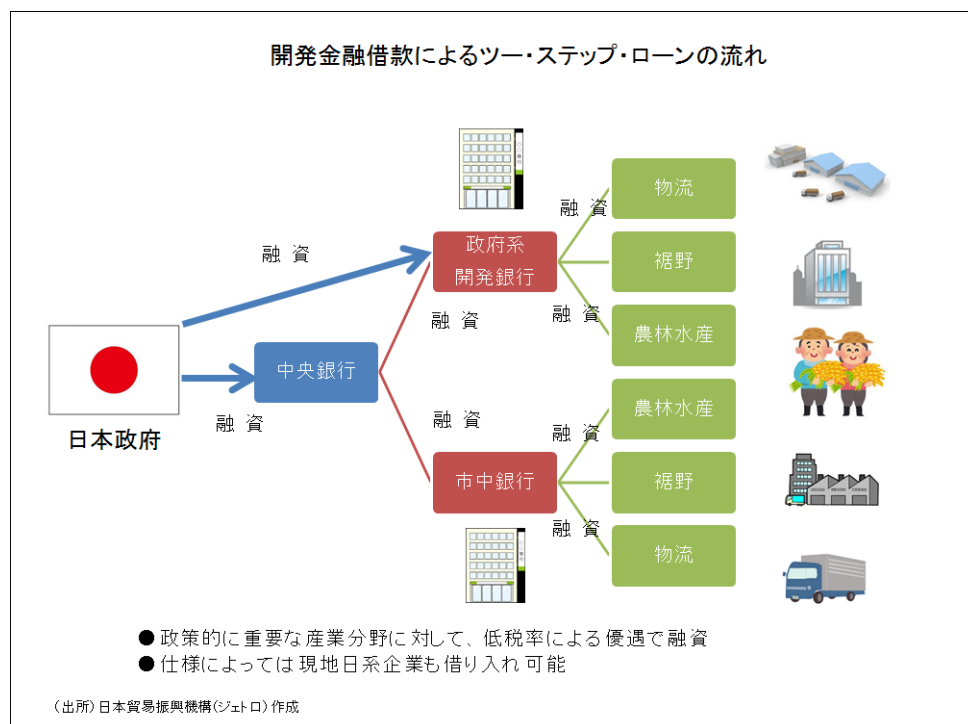 開発金融借款によるツー・ステップ・ローンの流れ
融 資
物流
融 資
政府系
開発銀行
裾野
融 資
融 資
農林水産
中央銀行
日本政府
融 資
融 資
農林水産
融 資
市中銀行
裾野
融 資
物流
●政策的に重要な産業分野に対して、低税率による優遇で融資
●仕様によっては現地日系企業も借り入れ可能
(出所)日本貿易振興機構(ジェトロ)作成